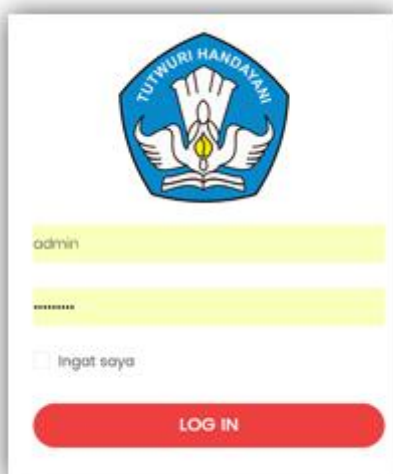 TUTWURI HANDAYANI
admin
•••••••••
Ingat saya
LOG IN